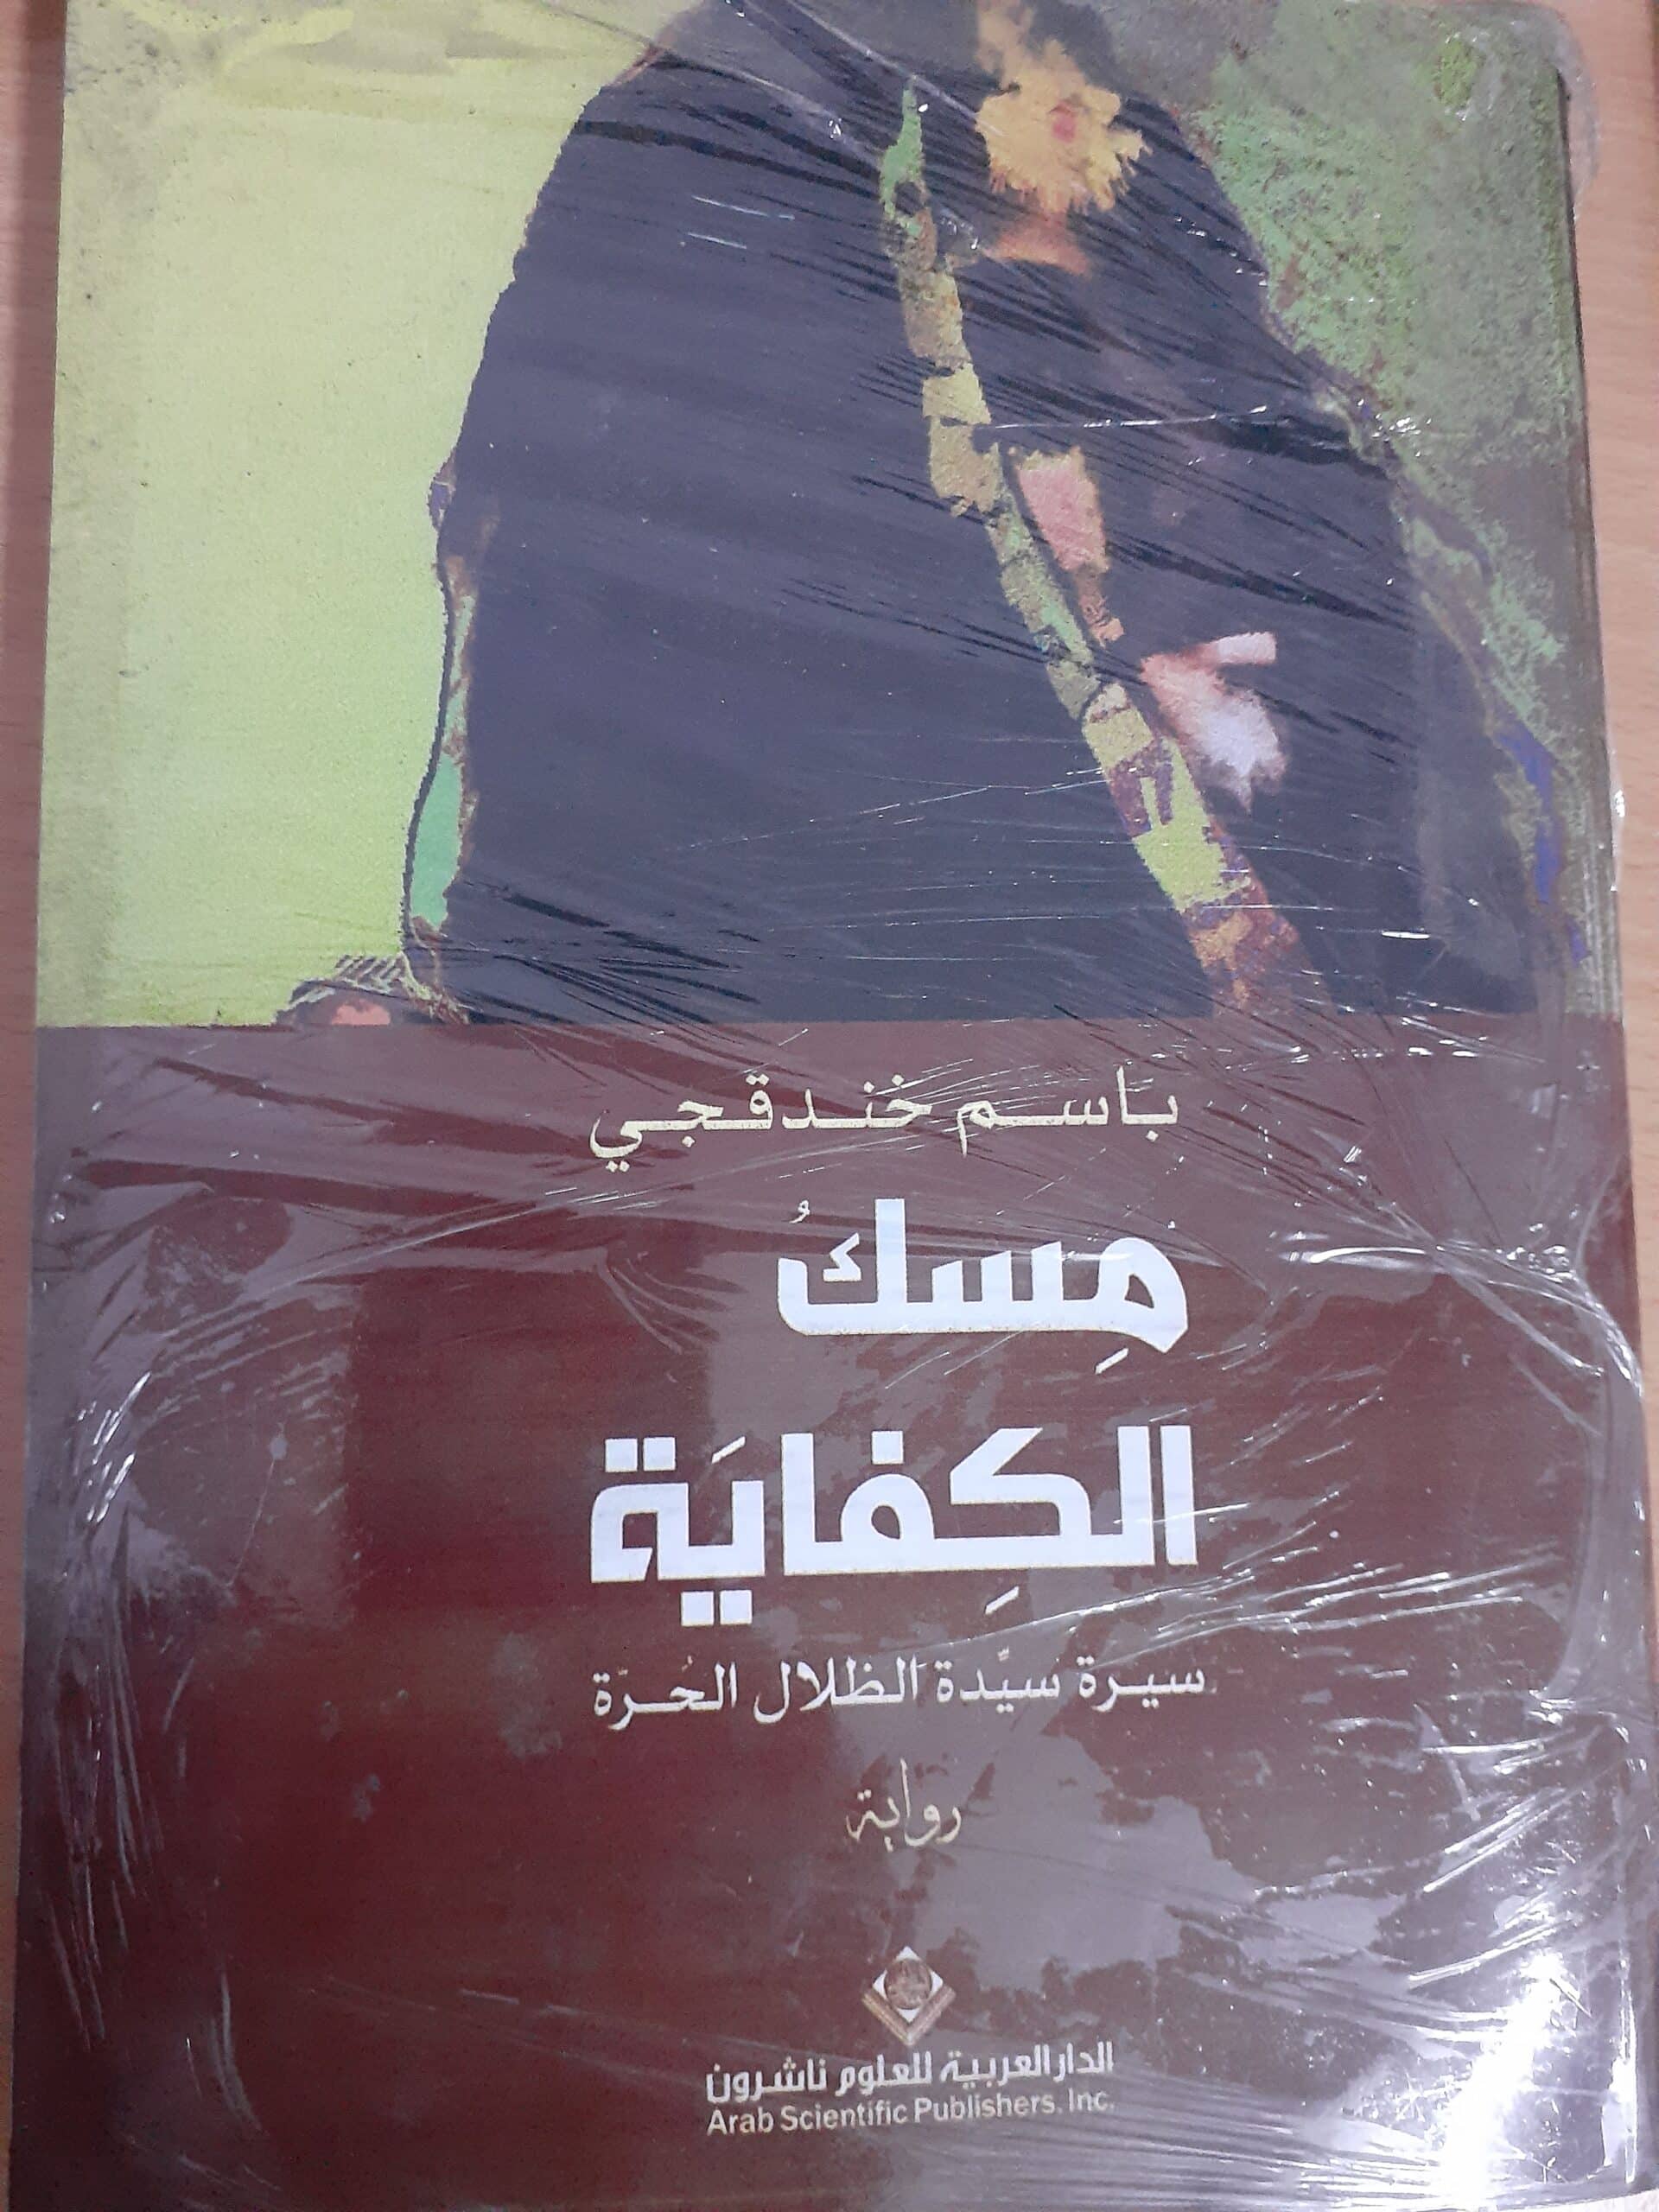 باسم خندقجي
مِسكُ
الكِفايَة
سيرة سيّدة الظلال الحُرّة
رواية
الدار العربية للعلوم ناشرون
Arab Scientific Publishers, Inc.